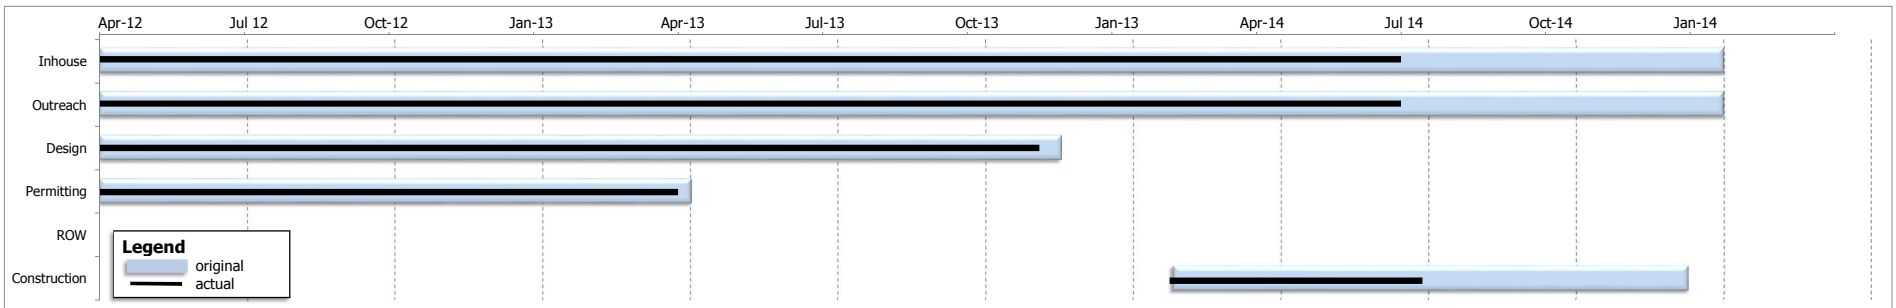 Apr-12 Jul 12 Oct-12 Jan-13 Apr-13 Jul-13 Oct-13 Jan-13 Apr-14 Jul 14 Oct-14 Jan-14
Inhouse
Outreach
Design
Permitting
ROW
Legend
original
Construction
actual